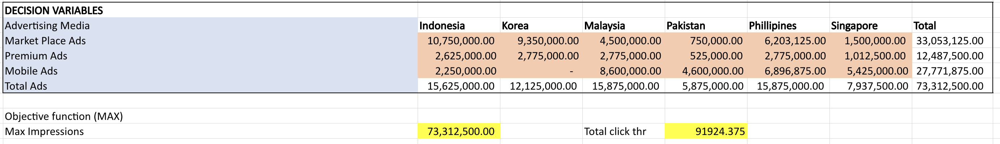 DECISION VARIABLES
Advertising Media Indonesia Korea Malaysia Pakistan Phillipines Singapore Total
Market Place Ads 10,750,000.00 9,350,000.00 4,500,000.00 750,000.00 6,203,125.00 1,500,000.00 33,053,125.00
Premium Ads 2,625,000.00 2,775,000.00 2,775,000.00 525,000.00 2,775,000.00 1,012,500.00 12,487,500.00
Mobile Ads 2,250,000.00 - 8,600,000.00 4,600,000.00 6,896,875.00 5,425,000.00 27,771,875.00
Total Ads 15,625,000.00 12,125,000.00 15,875,000.00 5,875,000.00 15,875,000.00 7,937,500.00 73,312,500.00
Objective function (MAX)
Max Impressions 73,312,500.00 Total click thr 91924.375